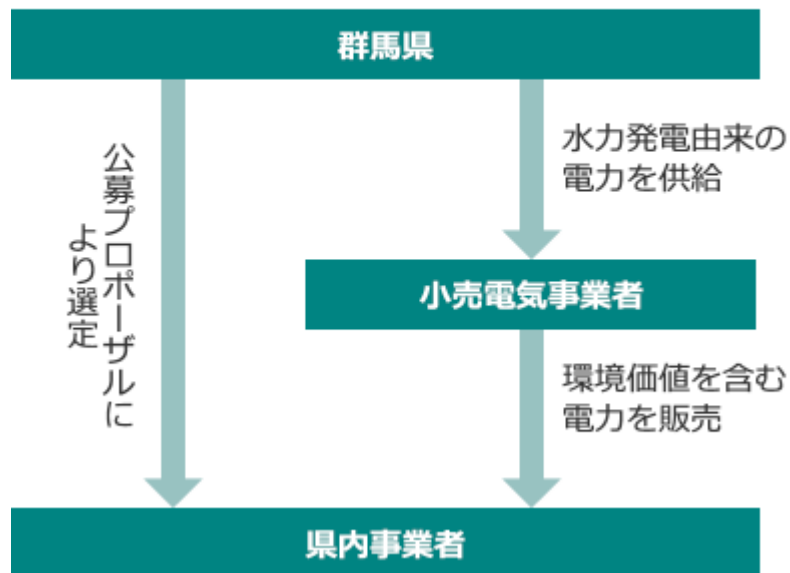 群馬県
公募プロポーザルに
より選定
水力発電由来の
電力を供給
小売電気事業者
環境価値を含む
電力を販売
県内事業者